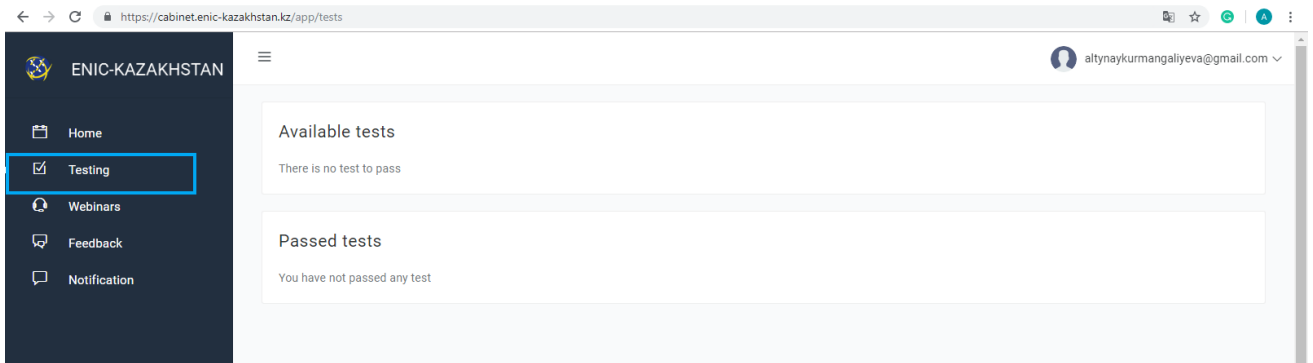 https://cabinet.enic-kazakhstan.kz/app/tests
A
ENIC-KAZAKHSTAN
altynaykurmangaliyeva@gmail.com
Home
Testing
Webinars
Feedback
Notification
Available tests
There is no test to pass
Passed tests
You have not passed any test